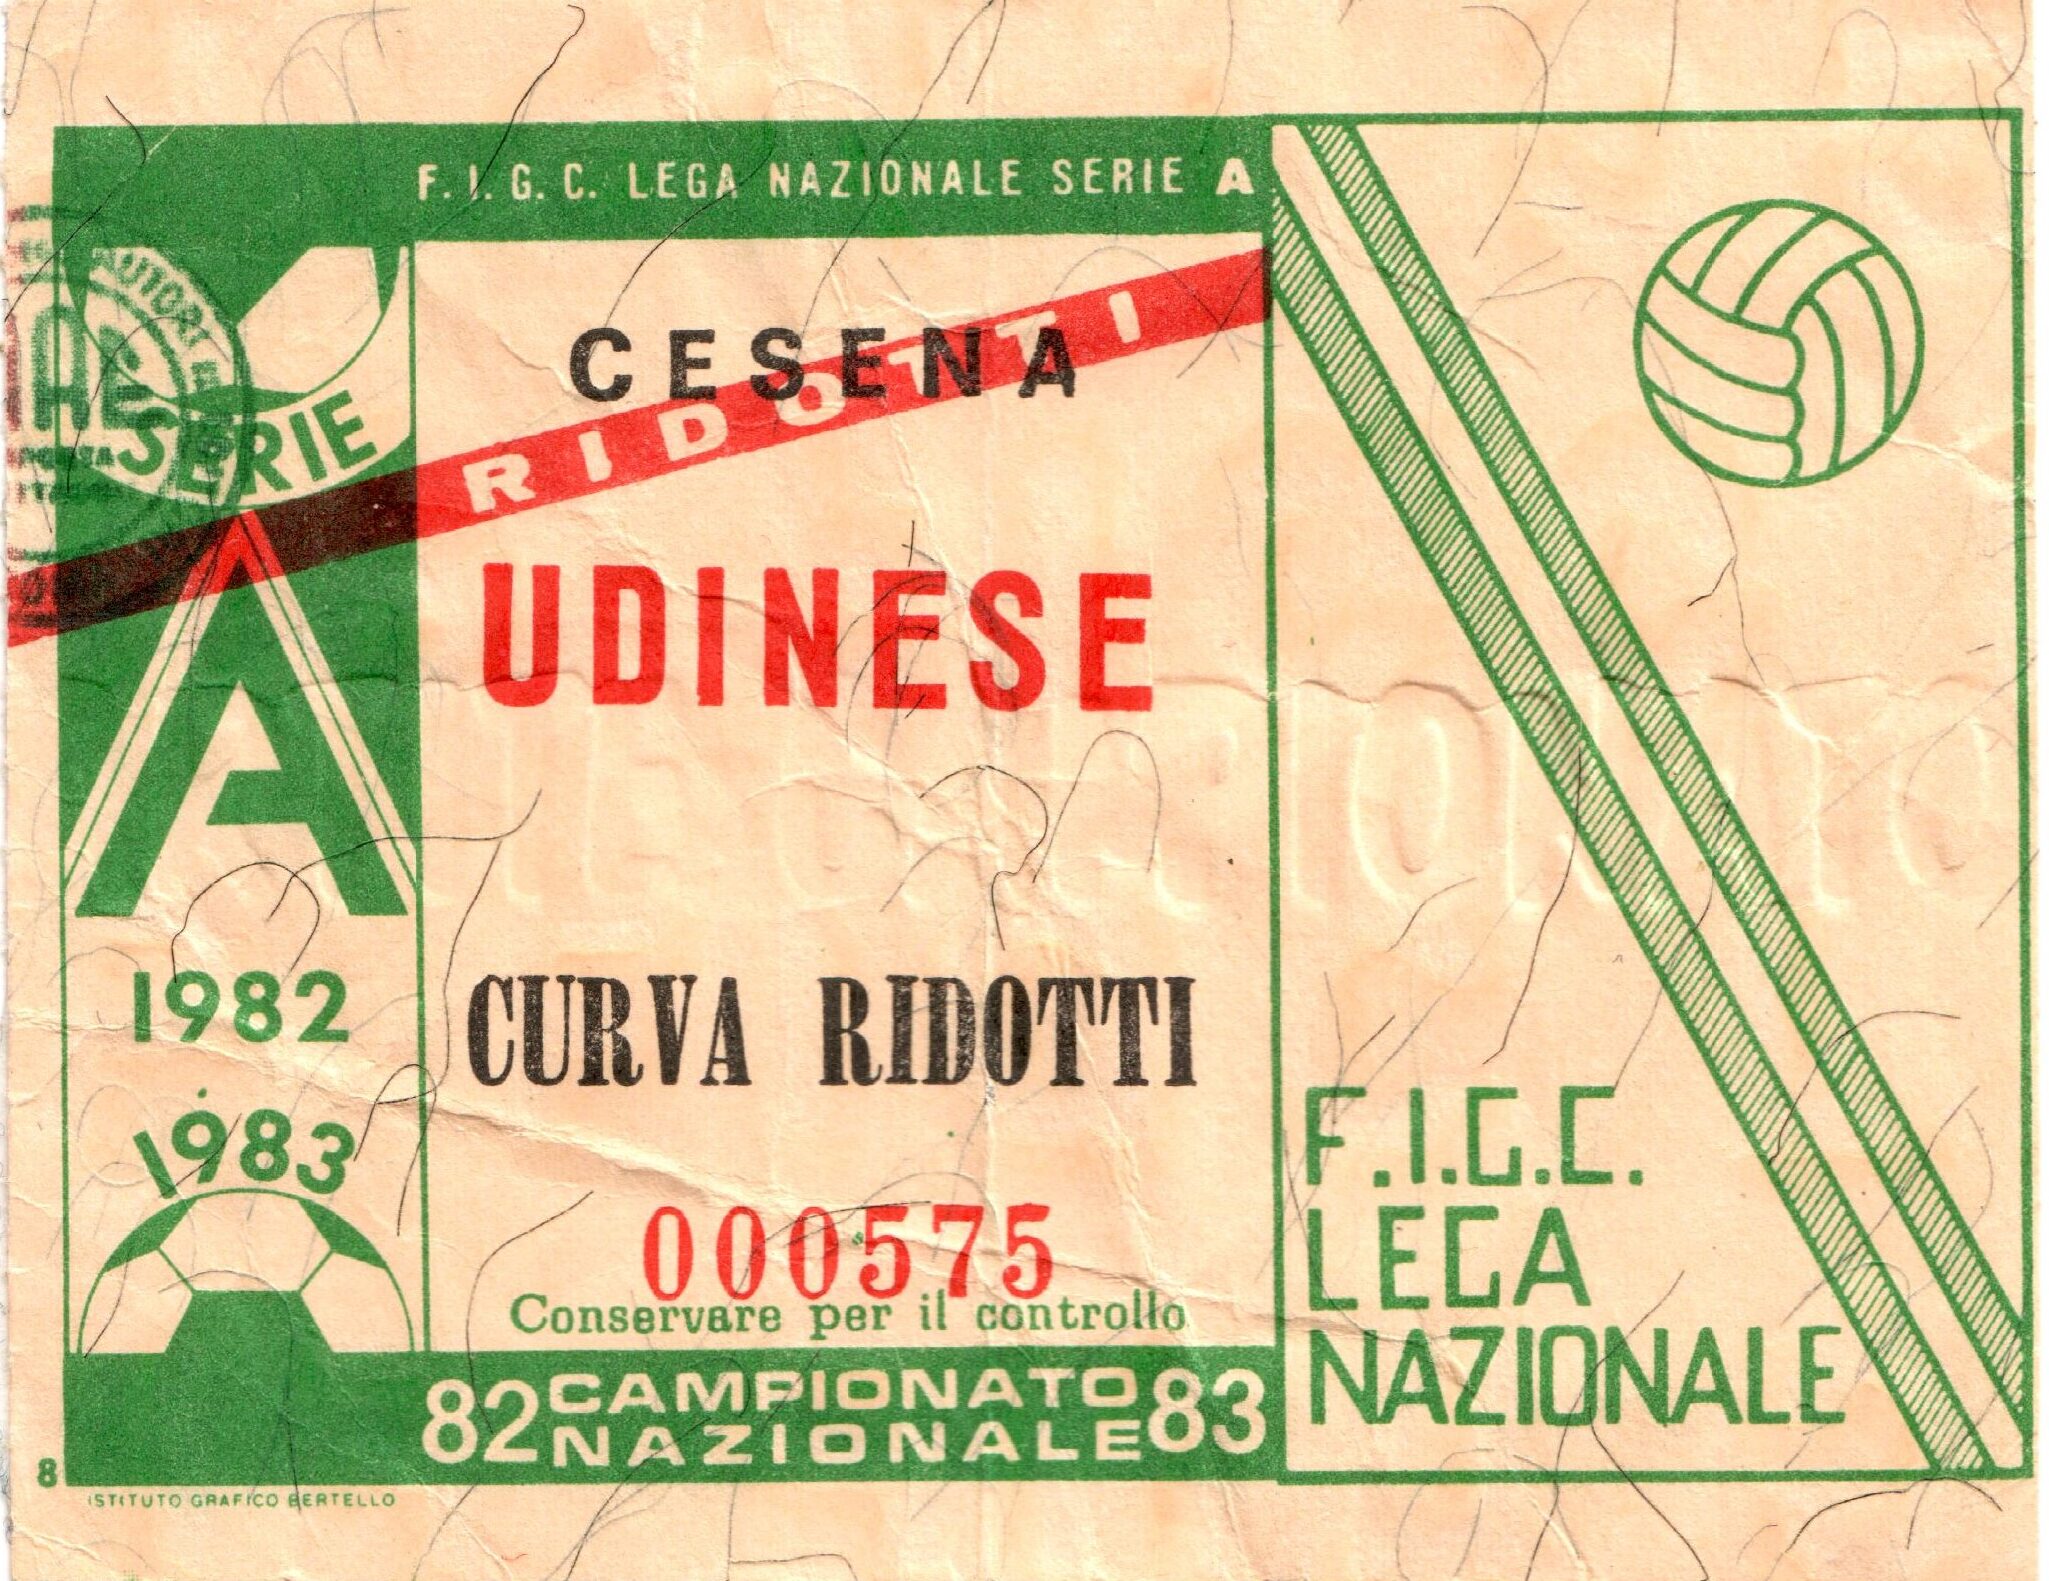 F. I. G. C. LEGA NAZIONALE SERIE A
AUTORI E
SERIE
A
1982
1983
CESENA
RIDOTTI
UDINESE
CURVA RIDOTTI
000575
Conservare per il controllo
82 CAMPIONATO 83
NAZIONALE
F.I.G.C.
LEGA
NAZIONALE
8
ISTITUTO GRAFICO BERTELLO